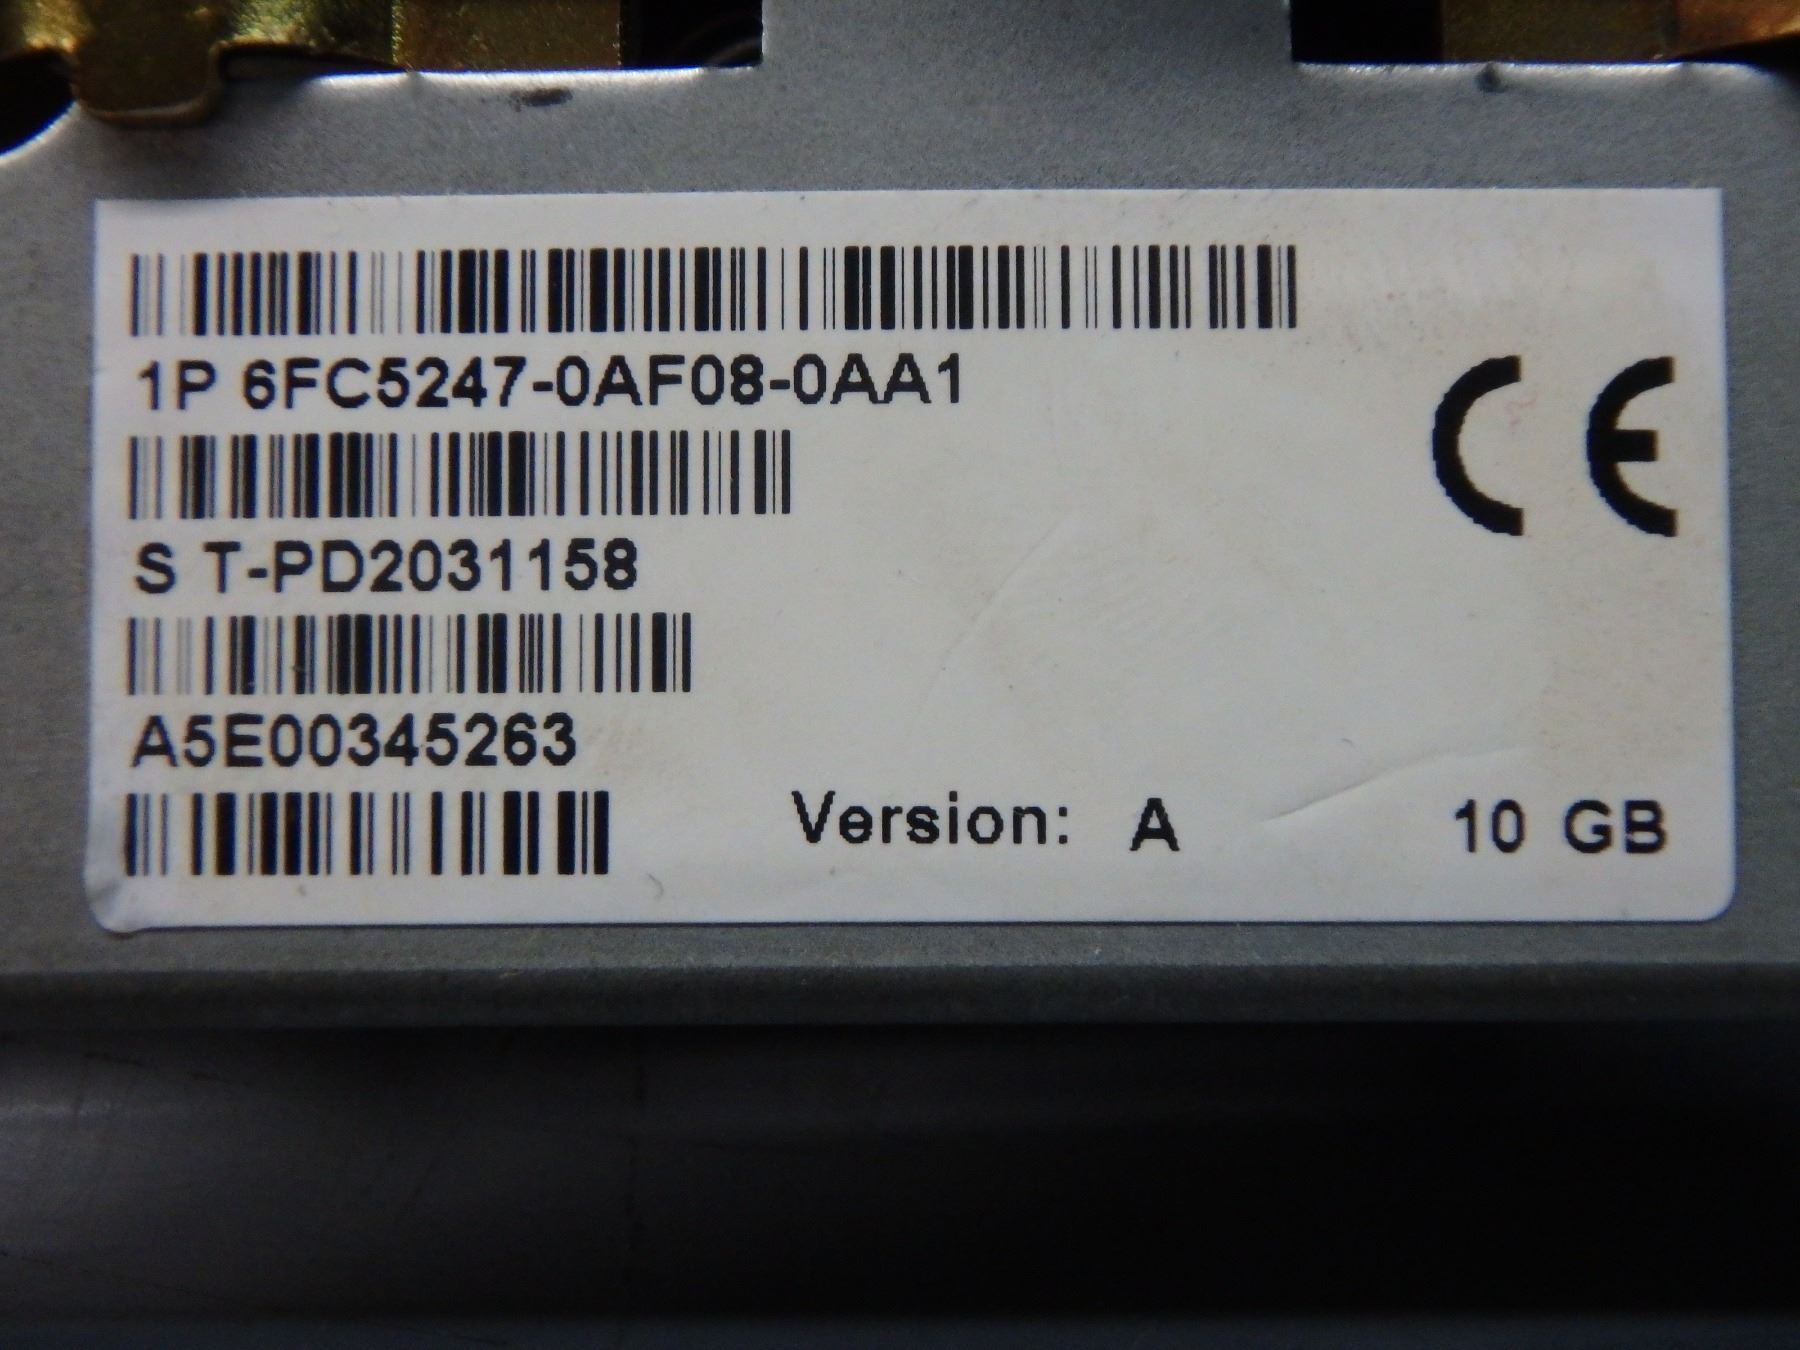 1P 6FC5247-0AF08-0AA1
CE
S T-PD2031158
A5E00345263
Version: A 10 GB